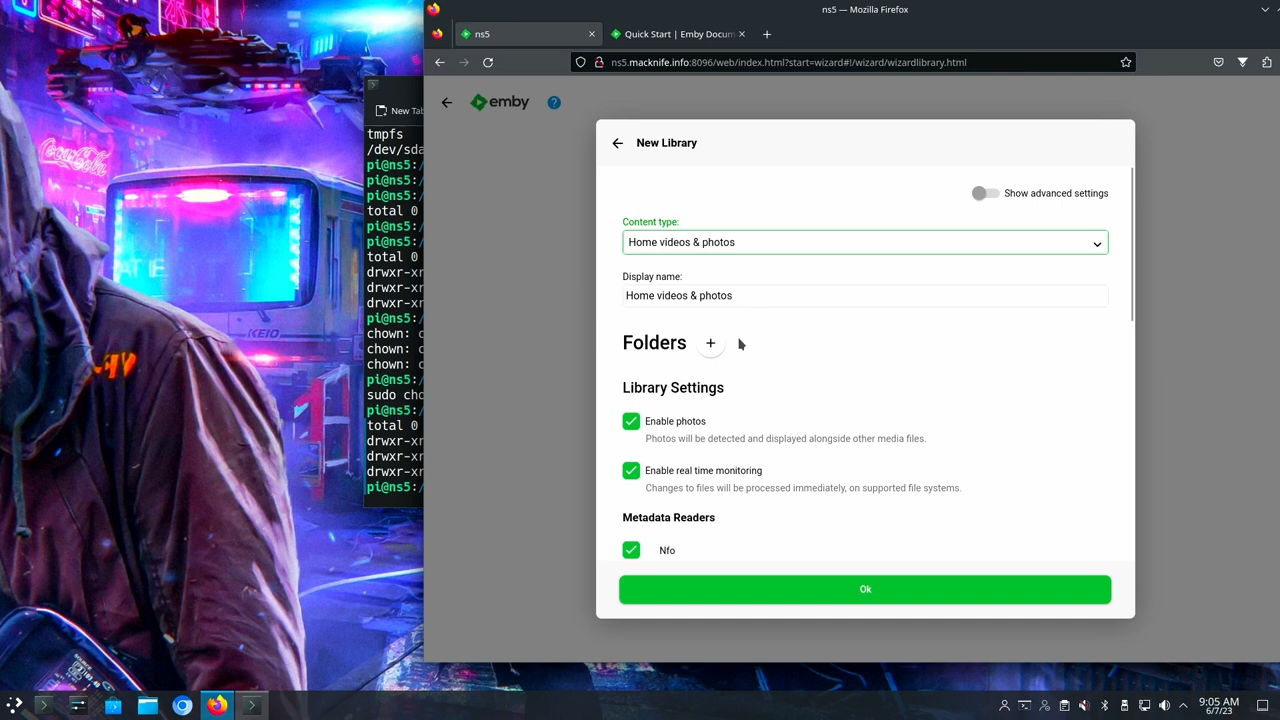 ns5 — Mozilla Firefox
ns5
Quick Start | Emby Docum
ns5.macknife.info:8096/web/index.html?start=wizard#!/wizard/wizardlibrary.html
New Tab
emby
New Library
Show advanced settings
Content type:
Home videos & photos
Display name:
Home videos & photos
Folders
Library Settings
Enable photos
Photos will be detected and displayed alongside other media files.
Enable real time monitoring
Changes to files will be processed immediately, on supported file systems.
Metadata Readers
Nfo
Ok
tmpfs
/dev/sda
pi@ns5:/
pi@ns5:/
pi@ns5:/
total 0
pi@ns5:/
pi@ns5:/
total 0
drwxr-xr
drwxr-xr
drwxr-xr
pi@ns5:/
chown: c
chown: c
chown: c
pi@ns5:/
sudo cho
pi@ns5:/
total 0
drwxr-xr
drwxr-xr
drwxr-xr
pi@ns5:/
Coca-Cola
KEIO
9:05 AM
6/7/23